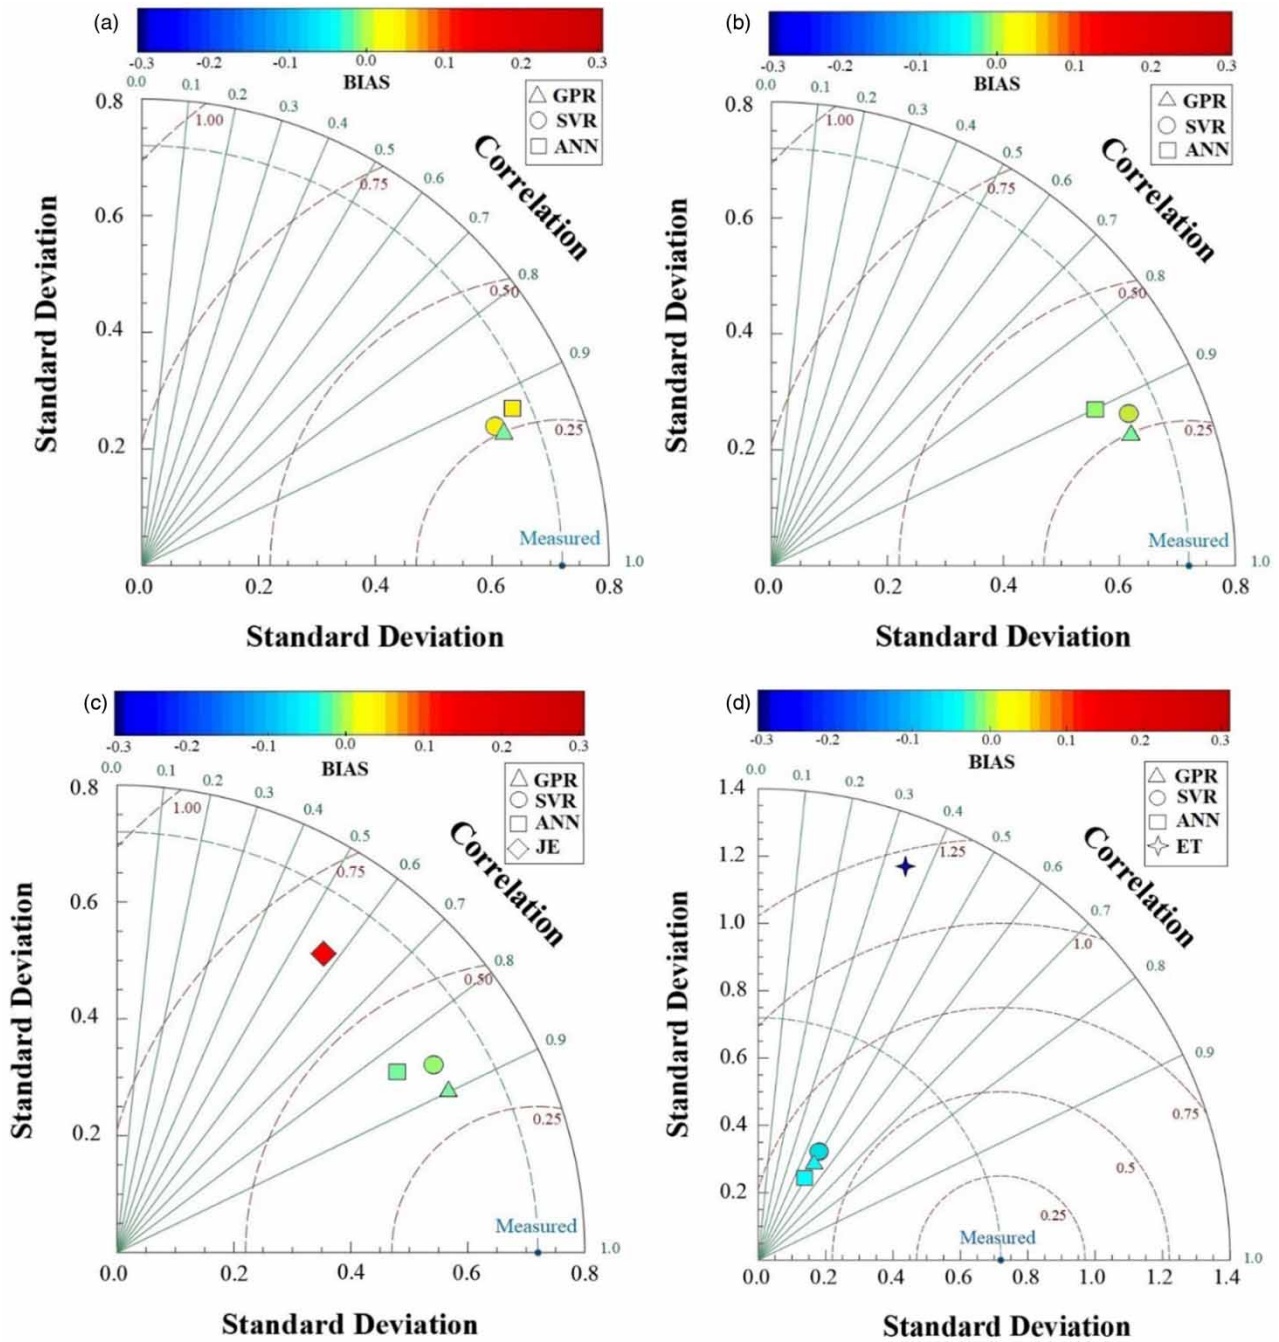 (a)
-0.3 -0.2 -0.1 0.0 0.1 0.2 0.3
BIAS
GPR
SVR
ANN
0.0 0.1 0.2 0.3 0.4 0.5 0.6 0.7 0.8 0.9 1.0
Correlation
1.00 0.75 0.50 0.25
0.8 0.6 0.4 0.2
Standard Deviation
Measured
0.0 0.2 0.4 0.6 0.8
Standard Deviation
(b)
-0.3 -0.2 -0.1 0.0 0.1 0.2 0.3
BIAS
GPR
SVR
ANN
0.0 0.1 0.2 0.3 0.4 0.5 0.6 0.7 0.8 0.9 1.0
Correlation
1.00 0.75 0.50 0.25
0.8 0.6 0.4 0.2
Standard Deviation
Measured
0.0 0.2 0.4 0.6 0.8
Standard Deviation
(c)
-0.3 -0.2 -0.1 0.0 0.1 0.2 0.3
BIAS
GPR
SVR
ANN
JE
0.0 0.1 0.2 0.3 0.4 0.5 0.6 0.7 0.8 0.9 1.0
Correlation
1.00 0.75 0.50 0.25
0.8 0.6 0.4 0.2
Standard Deviation
Measured
0.0 0.2 0.4 0.6 0.8
Standard Deviation
(d)
-0.3 -0.2 -0.1 0.0 0.1 0.2 0.3
BIAS
GPR
SVR
ANN
ET
0.0 0.1 0.2 0.3 0.4 0.5 0.6 0.7 0.8 0.9 1.0
Correlation
1.25 1.0 0.75 0.5 0.25
1.4 1.2 1.0 0.8 0.6 0.4 0.2
Standard Deviation
Measured
0.0 0.2 0.4 0.6 0.8 1.0 1.2 1.4
Standard Deviation